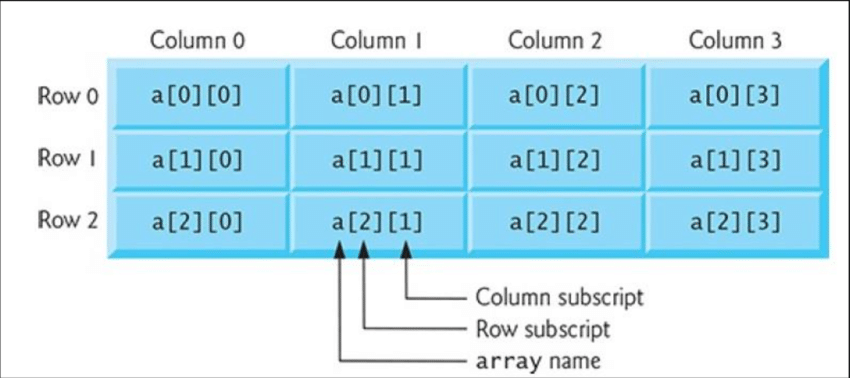 Column 0 Column 1 Column 2 Column 3
Row 0 a[0][0] a[0][1] a[0][2] a[0][3]
Row 1 a[1][0] a[1][1] a[1][2] a[1][3]
Row 2 a[2][0] a[2][1] a[2][2] a[2][3]
Column subscript
Row subscript
array name